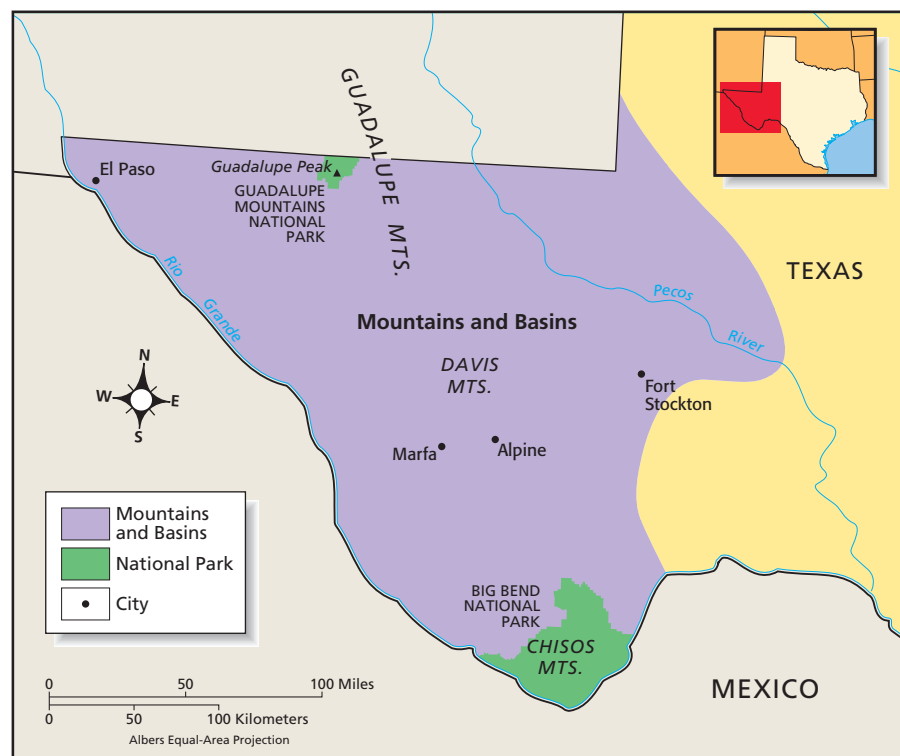 GUADALUPE MTS.
El Paso
Guadalupe Peak
GUADALUPE
MOUNTAINS
NATIONAL
PARK
Rio Grande
Pecos River
TEXAS
Mountains and Basins
DAVIS
MTS.
Fort
Stockton
Marfa
Alpine
N
W
E
S
Mountains
and Basins
National Park
City
BIG BEND
NATIONAL
PARK
CHISOS
MTS.
MEXICO
0 50 100 Miles
0 50 100 Kilometers
Albers Equal-Area Projection